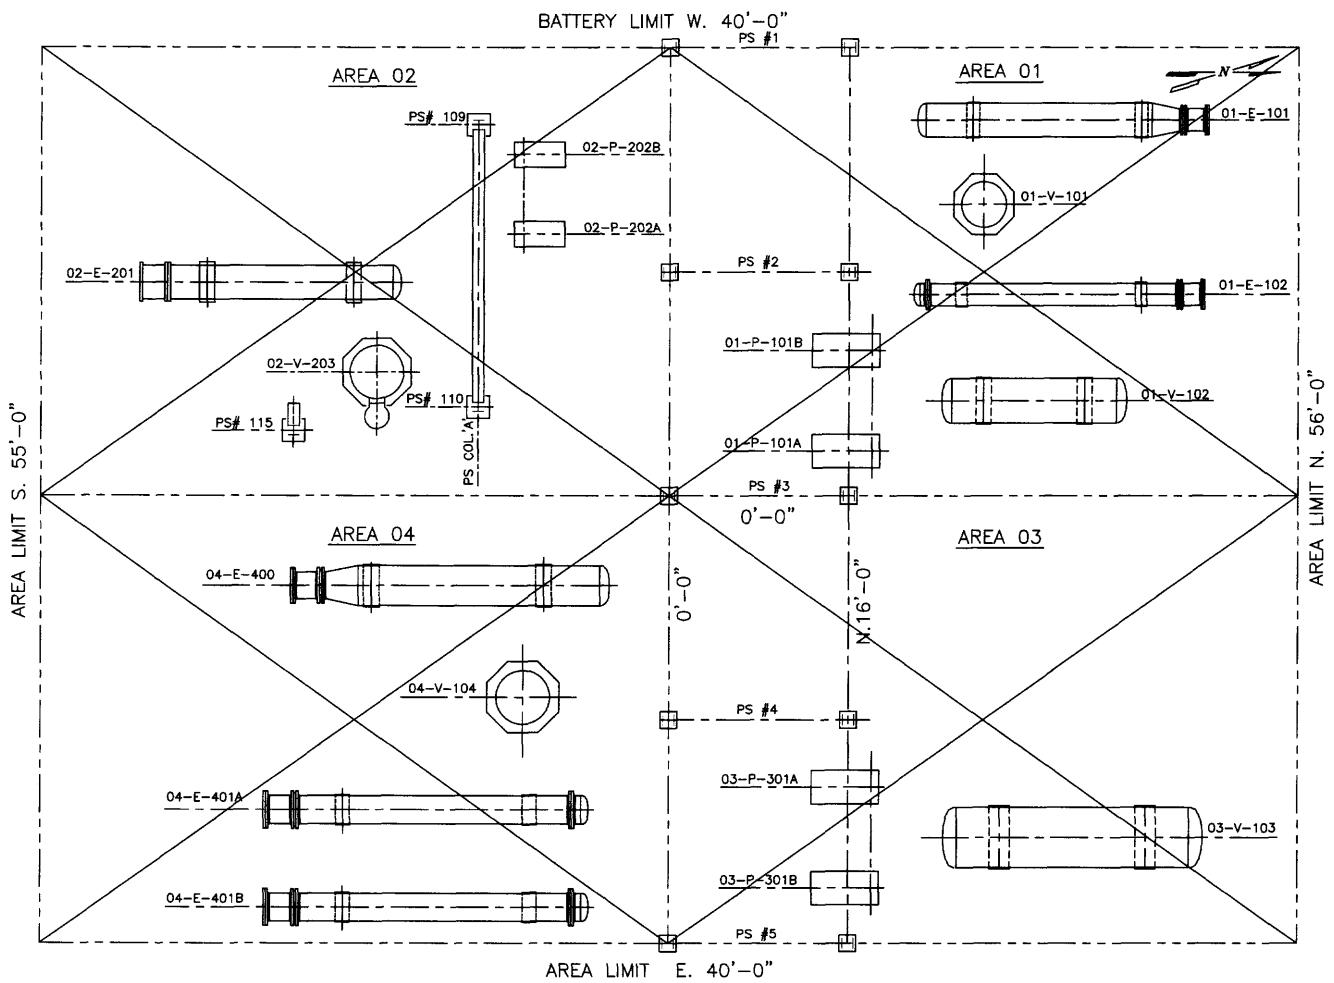 BATTERY LIMIT W. 40'-0"
PS #1
AREA 02
AREA 01
N
PS# 109
01-E-101
02-P-202B
01-V-101
02-P-202A
PS #2
02-E-201
01-E-102
01-P-101B
02-V-203
PS# 110
01-V-102
PS# 115
PS COL.'A'
01-P-101A
AREA LIMIT S. 55'-0"
AREA LIMIT N. 56'-0"
PS #3
0'-0"
AREA 04
AREA 03
04-E-400
0'-0"
N.16'-0"
04-V-104
PS #4
03-P-301A
04-E-401A
03-V-103
03-P-301B
04-E-401B
PS #5
AREA LIMIT E. 40'-0"